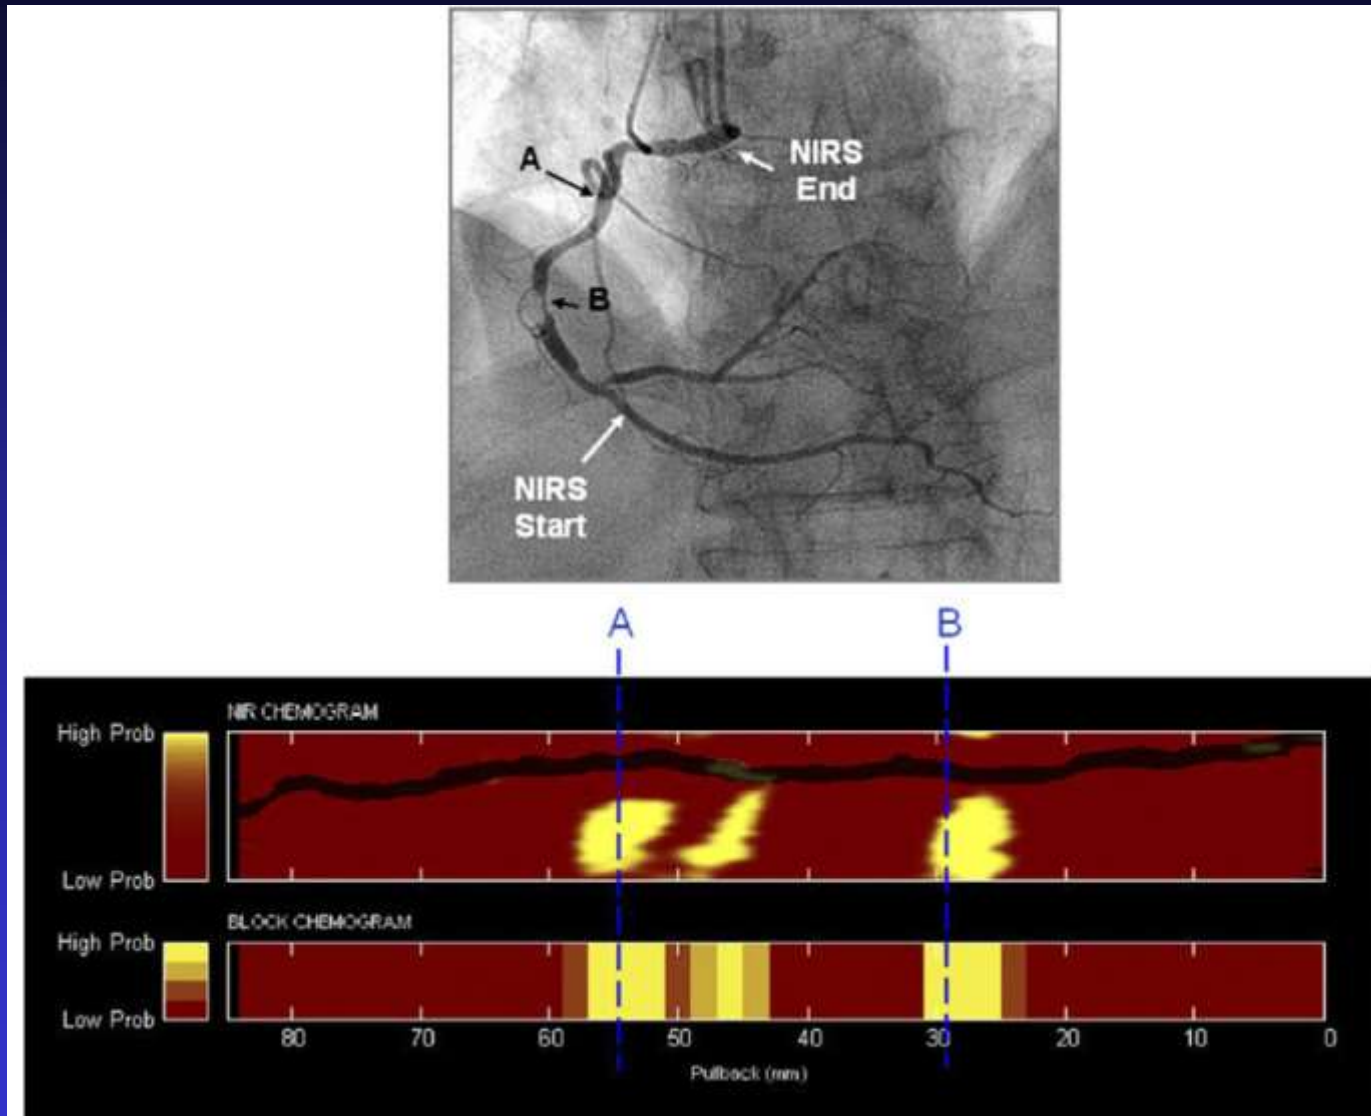 A
NIRS
End
B
NIRS
Start
A
B
NIR CHEMOGRAM
High Prob
Low Prob
BLOCK CHEMOGRAM
High Prob
Low Prob
80 70 60 50 40 30 20 10 0
Pullback (mm)